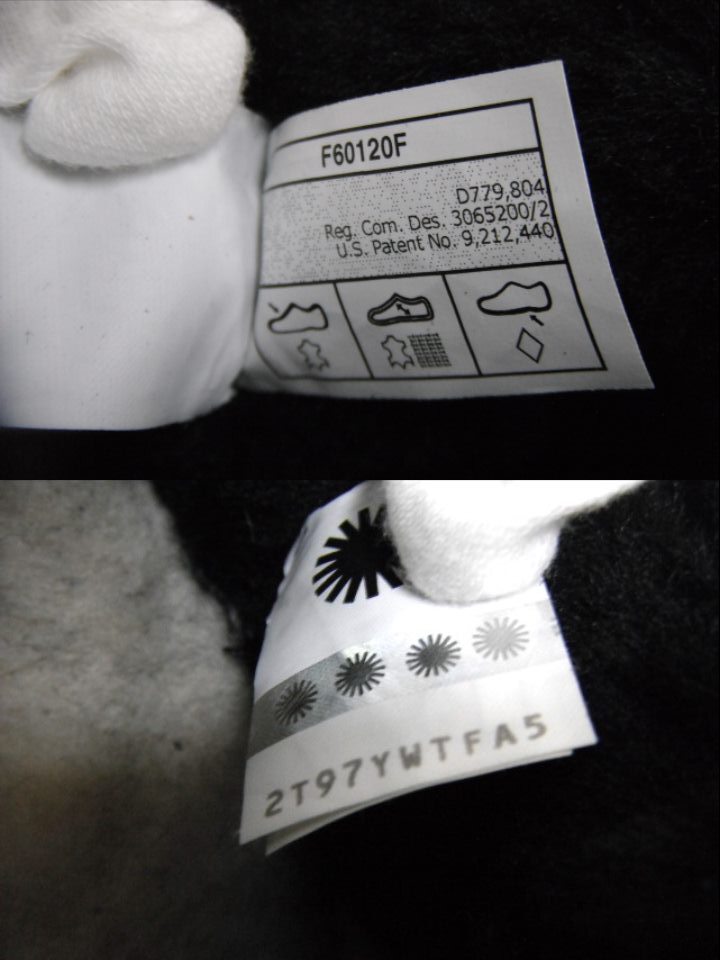 F60120F
D779,804
Reg. Com. Des. 3065200/2
U.S. Patent No. 9,212,440
2T97YWTFA5